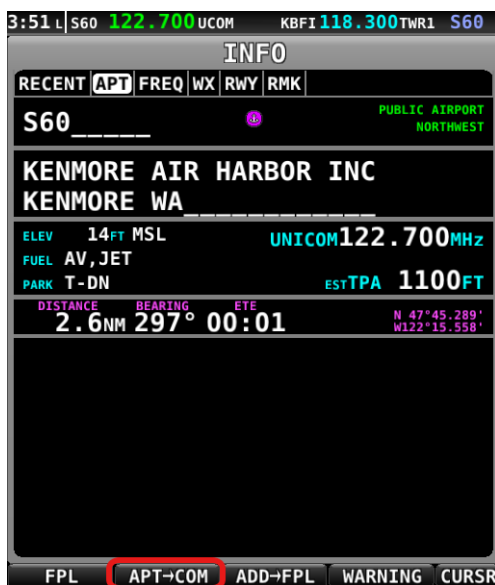 3:51 L S60 122.700 UCOM KBFI 118.300 TWR1 S60
INFO
RECENT APT FREQ WX RWY RMK
S60_____
PUBLIC AIRPORT
NORTHWEST
KENMORE AIR HARBOR INC
KENMORE WA____________
ELEV 14FT MSL
UNICOM 122.700MHz
FUEL AV,JET
PARK T-DN
EST TPA 1100FT
DISTANCE BEARING ETE
2.6NM 297° 00:01
N 47°45.289'
W122°15.558'
FPL APT→COM ADD→FPL WARNING CURSR